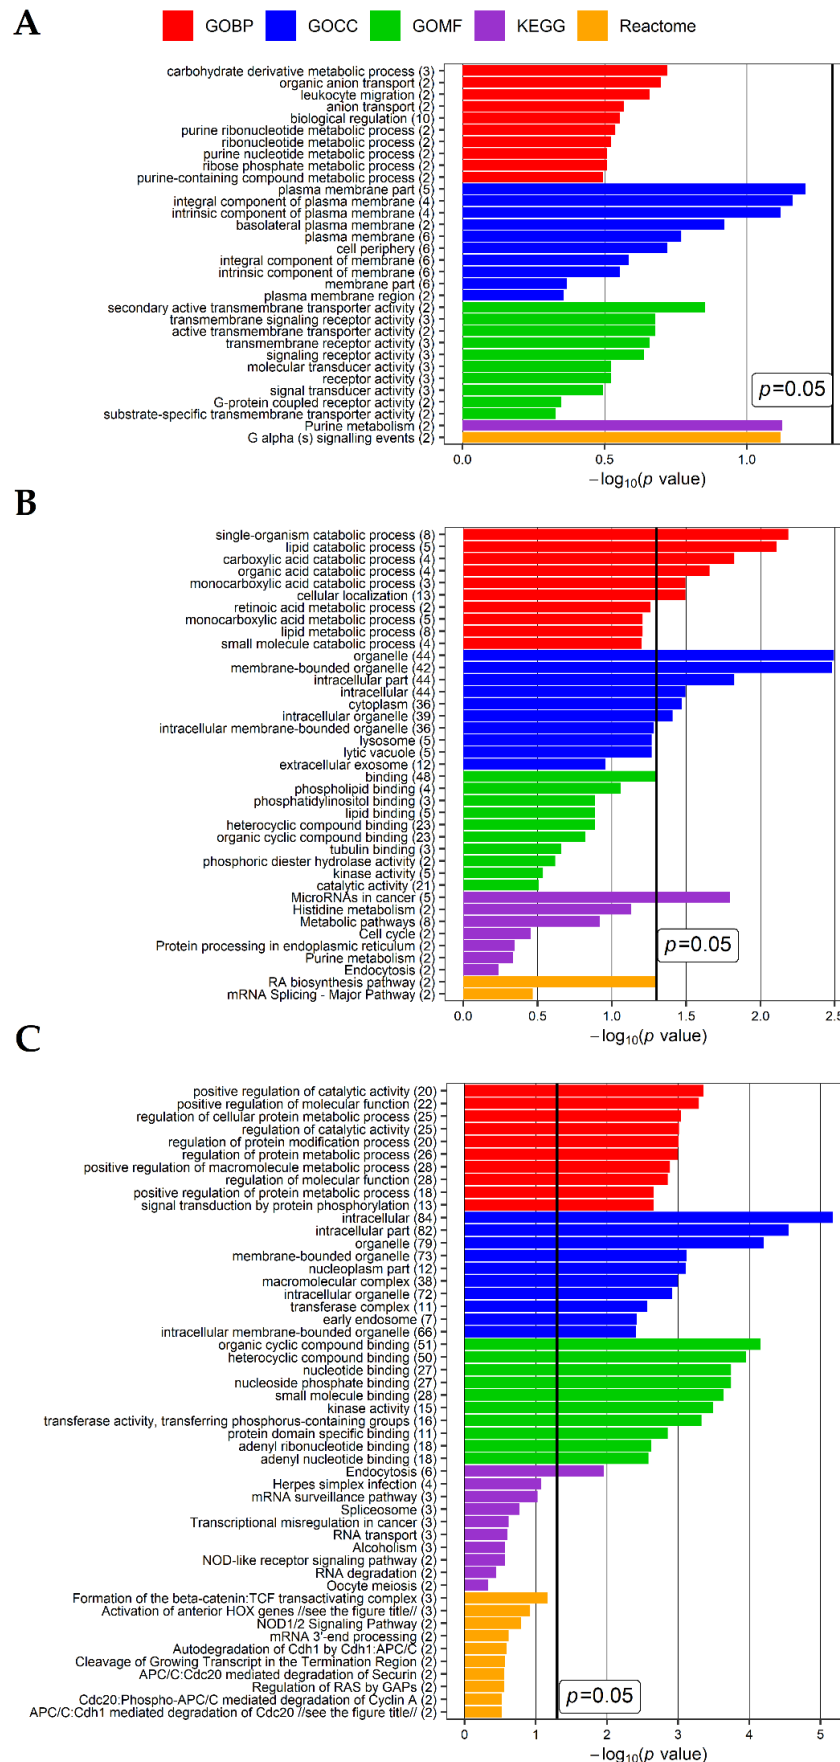 A
GOBP GOCC GOMF KEGG Reactome
carbohydrate derivative metabolic process (3)
organic anion transport (2)
leukocyte migration (2)
anion transport (2)
biological regulation (10)
purine ribonucleotide metabolic process (2)
ribonucleotide metabolic process (2)
purine nucleotide metabolic process (2)
ribose phosphate metabolic process (2)
purine-containing compound metabolic process (2)
plasma membrane part (5)
integral component of plasma membrane (4)
intrinsic component of plasma membrane (4)
basolateral plasma membrane (2)
plasma membrane (6)
cell periphery (6)
integral component of membrane (6)
intrinsic component of membrane (6)
membrane part (6)
plasma membrane region (2)
secondary active transmembrane transporter activity (2)
transmembrane signaling receptor activity (3)
active transmembrane transporter activity (2)
transmembrane receptor activity (3)
signaling receptor activity (3)
molecular transducer activity (3)
receptor activity (3)
signal transducer activity (3)
G-protein coupled receptor activity (2)
substrate-specific transmembrane transporter activity (2)
Purine metabolism (2)
G alpha (s) signalling events (2)
p=0.05
0.0 0.5 1.0
−log10(p value)
B
single-organism catabolic process (8)
lipid catabolic process (5)
carboxylic acid catabolic process (4)
organic acid catabolic process (4)
monocarboxylic acid catabolic process (3)
cellular localization (13)
retinoic acid metabolic process (2)
monocarboxylic acid metabolic process (5)
lipid metabolic process (8)
small molecule catabolic process (4)
organelle (44)
membrane-bounded organelle (42)
intracellular part (44)
intracellular (44)
cytoplasm (36)
intracellular organelle (39)
intracellular membrane-bounded organelle (36)
lysosome (5)
lytic vacuole (5)
extracellular exosome (12)
binding (48)
phospholipid binding (4)
phosphatidylinositol binding (3)
lipid binding (5)
heterocyclic compound binding (23)
organic cyclic compound binding (23)
tubulin binding (3)
phosphoric diester hydrolase activity (2)
kinase activity (5)
catalytic activity (21)
MicroRNAs in cancer (5)
Histidine metabolism (2)
Metabolic pathways (8)
Cell cycle (2)
Protein processing in endoplasmic reticulum (2)
Purine metabolism (2)
Endocytosis (2)
RA biosynthesis pathway (2)
mRNA Splicing - Major Pathway (2)
p=0.05
0.0 0.5 1.0 1.5 2.0 2.5
−log10(p value)
C
positive regulation of catalytic activity (20)
positive regulation of molecular function (22)
regulation of cellular protein metabolic process (25)
regulation of catalytic activity (25)
regulation of protein modification process (20)
regulation of protein metabolic process (26)
positive regulation of macromolecule metabolic process (28)
regulation of molecular function (28)
positive regulation of protein metabolic process (18)
signal transduction by protein phosphorylation (13)
intracellular (84)
intracellular part (82)
organelle (79)
membrane-bounded organelle (73)
nucleoplasm part (12)
macromolecular complex (38)
intracellular organelle (72)
transferase complex (11)
early endosome (7)
intracellular membrane-bounded organelle (66)
organic cyclic compound binding (51)
heterocyclic compound binding (50)
nucleotide binding (27)
nucleoside phosphate binding (27)
small molecule binding (28)
kinase activity (15)
transferase activity, transferring phosphorus-containing groups (16)
protein domain specific binding (11)
adenyl ribonucleotide binding (18)
adenyl nucleotide binding (18)
Endocytosis (6)
Herpes simplex infection (4)
mRNA surveillance pathway (3)
Spliceosome (3)
Transcriptional misregulation in cancer (3)
RNA transport (3)
Alcoholism (3)
NOD-like receptor signaling pathway (2)
RNA degradation (2)
Oocyte meiosis (2)
Formation of the beta-catenin:TCF transactivating complex (3)
Activation of anterior HOX genes //see the figure title// (3)
NOD1/2 Signaling Pathway (2)
mRNA 3'-end processing (2)
Autodegradation of Cdh1 by Cdh1:APC/C (2)
Cleavage of Growing Transcript in the Termination Region (2)
APC/C:Cdc20 mediated degradation of Securin (2)
Regulation of RAS by GAPs (2)
Cdc20:Phospho-APC/C mediated degradation of Cyclin A (2)
APC/C:Cdh1 mediated degradation of Cdc20 //see the figure title// (2)
p=0.05
0 1 2 3 4 5
−log10(p value)